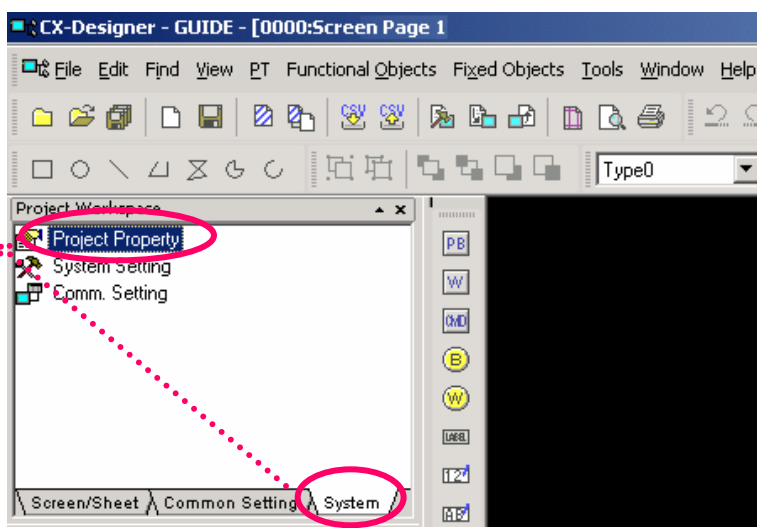 CX-Designer - GUIDE - [0000:Screen Page 1
File Edit Find View PT Functional Objects Fixed Objects Tools Window Help
CSV CSV
Type0
Project Workspace
Project Property
System Setting
Comm. Setting
Screen/Sheet Common Setting System
PB
W
CMD
B
W
LABEL
12
AB